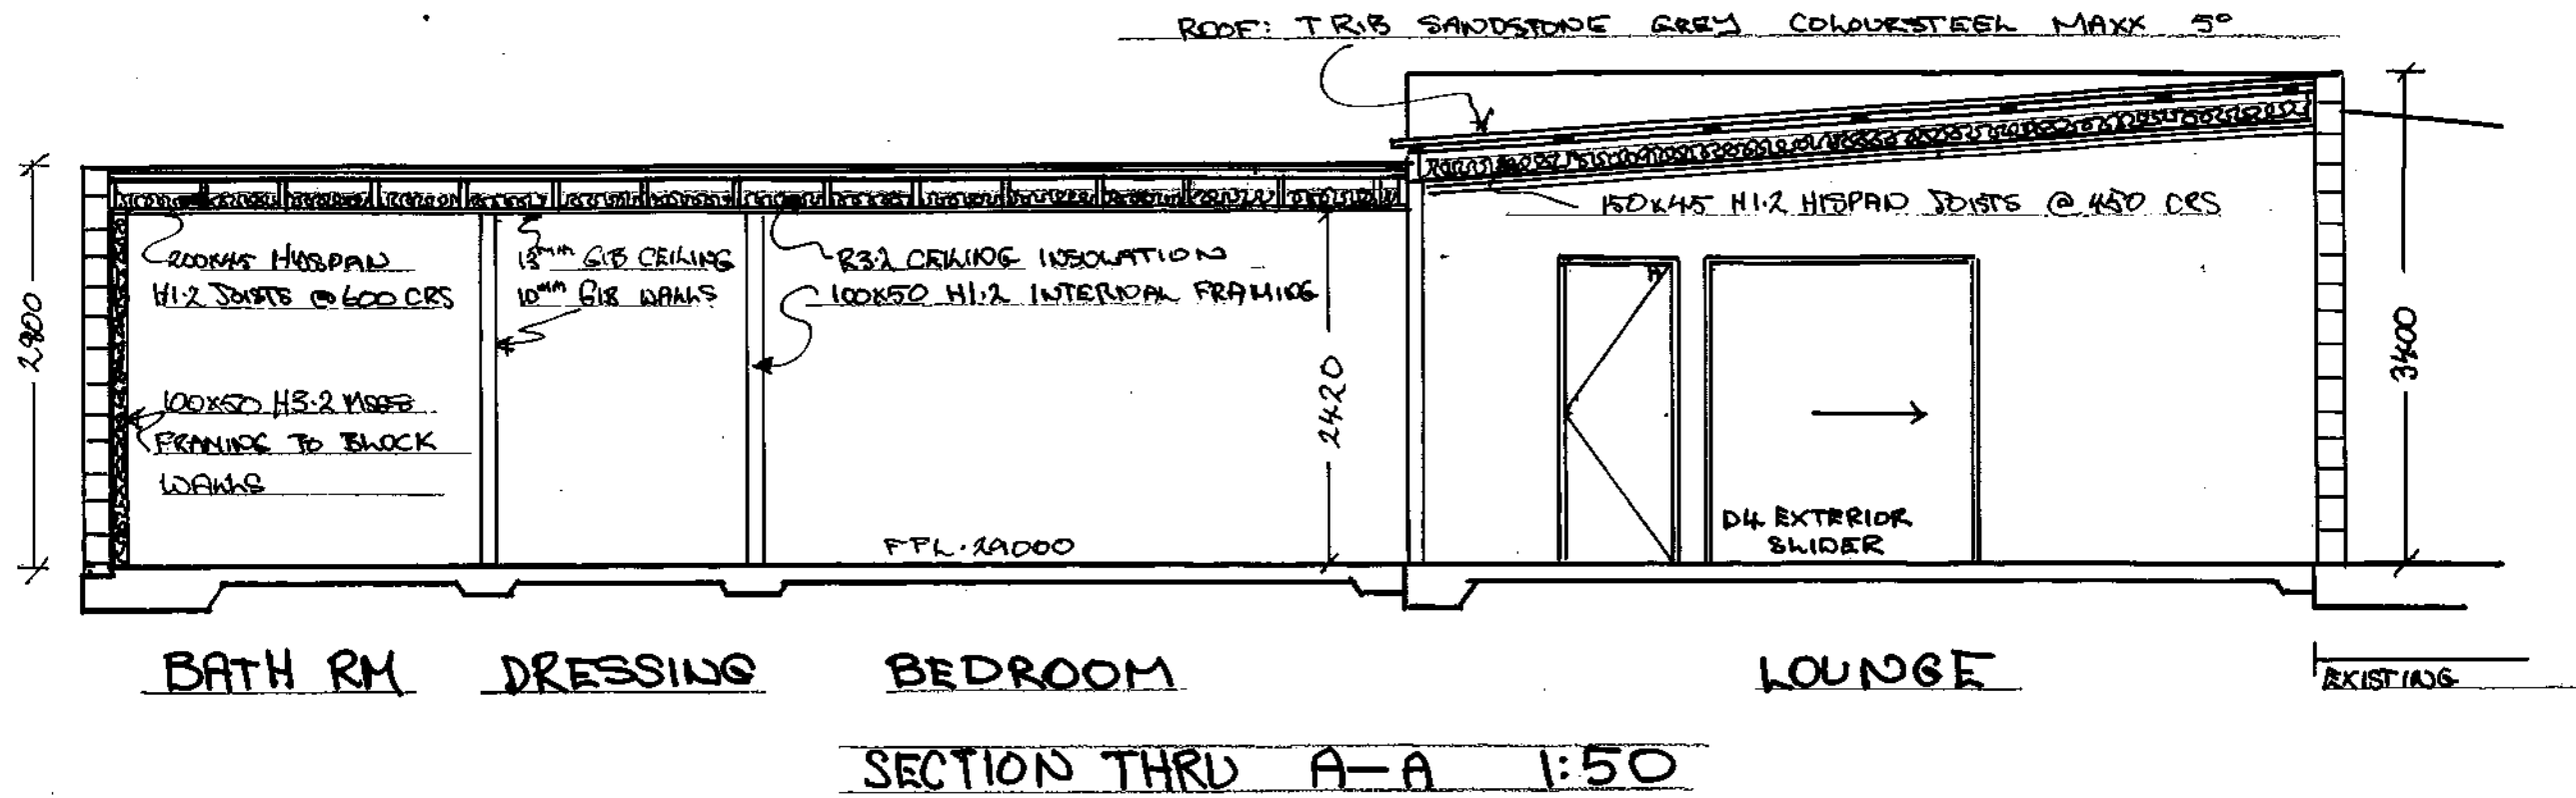 ROOF: T RIB SANDSTONE GREY COLOURSTEEL MAXX 5°
150x45 H1.2 HISPAN JOISTS @ 450 CRS
200x45 HYSPAN
H1.2 JOISTS @ 600 CRS
13mm GIB CEILING
10mm GIB WALLS
R3.2 CEILING INSOLATION
100x50 H1.2 INTERNAL FRAMING
2800
2420
3400
100x50 H3.2 MSG8
FRAMING TO BLOCK
WALLS
D4 EXTERIOR
SLIDER
FFL. 29000
BATH RM
DRESSING
BEDROOM
LOUNGE
EXISTING
SECTION THRU A-A 1:50